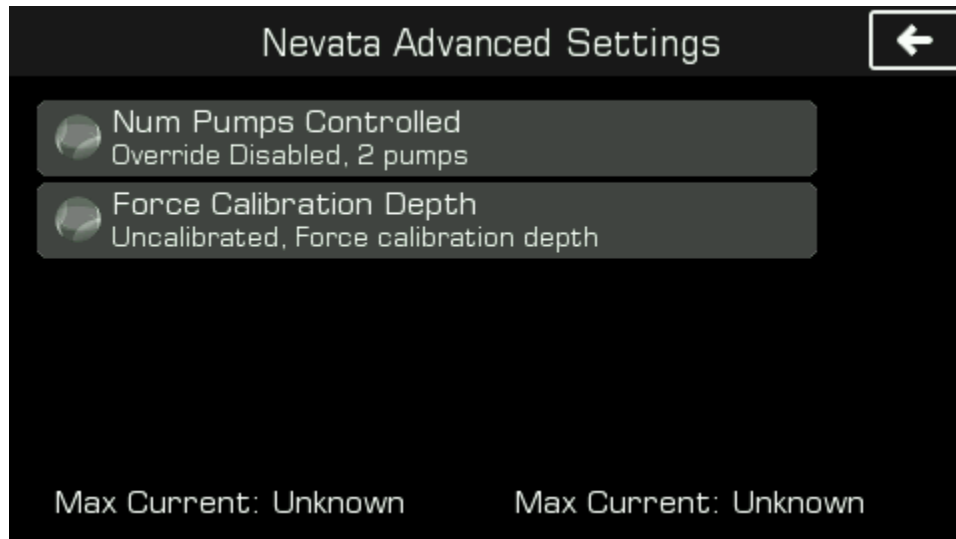 Nevata Advanced Settings
Num Pumps Controlled
Override Disabled, 2 pumps
Force Calibration Depth
Uncalibrated, Force calibration depth
Max Current: Unknown Max Current: Unknown